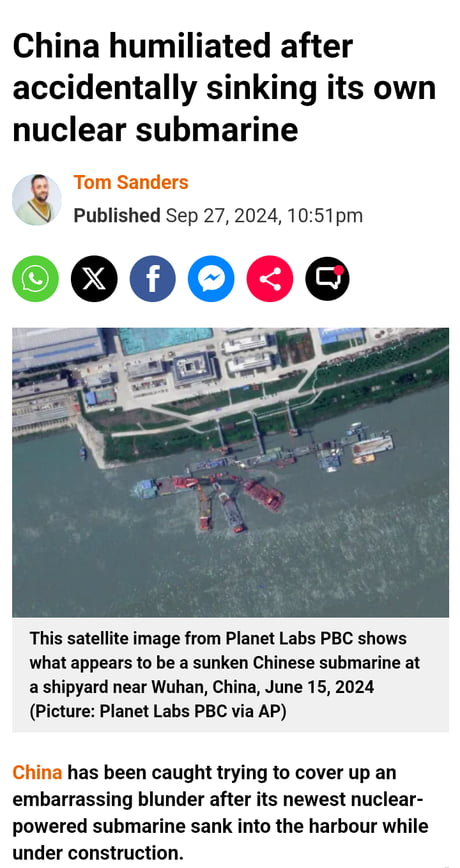 China humiliated after
accidentally sinking its own
nuclear submarine
Tom Sanders
Published Sep 27, 2024, 10:51pm
This satellite image from Planet Labs PBC shows
what appears to be a sunken Chinese submarine at
a shipyard near Wuhan, China, June 15, 2024
(Picture: Planet Labs PBC via AP)
China has been caught trying to cover up an
embarrassing blunder after its newest nuclear-
powered submarine sank into the harbour while
under construction.